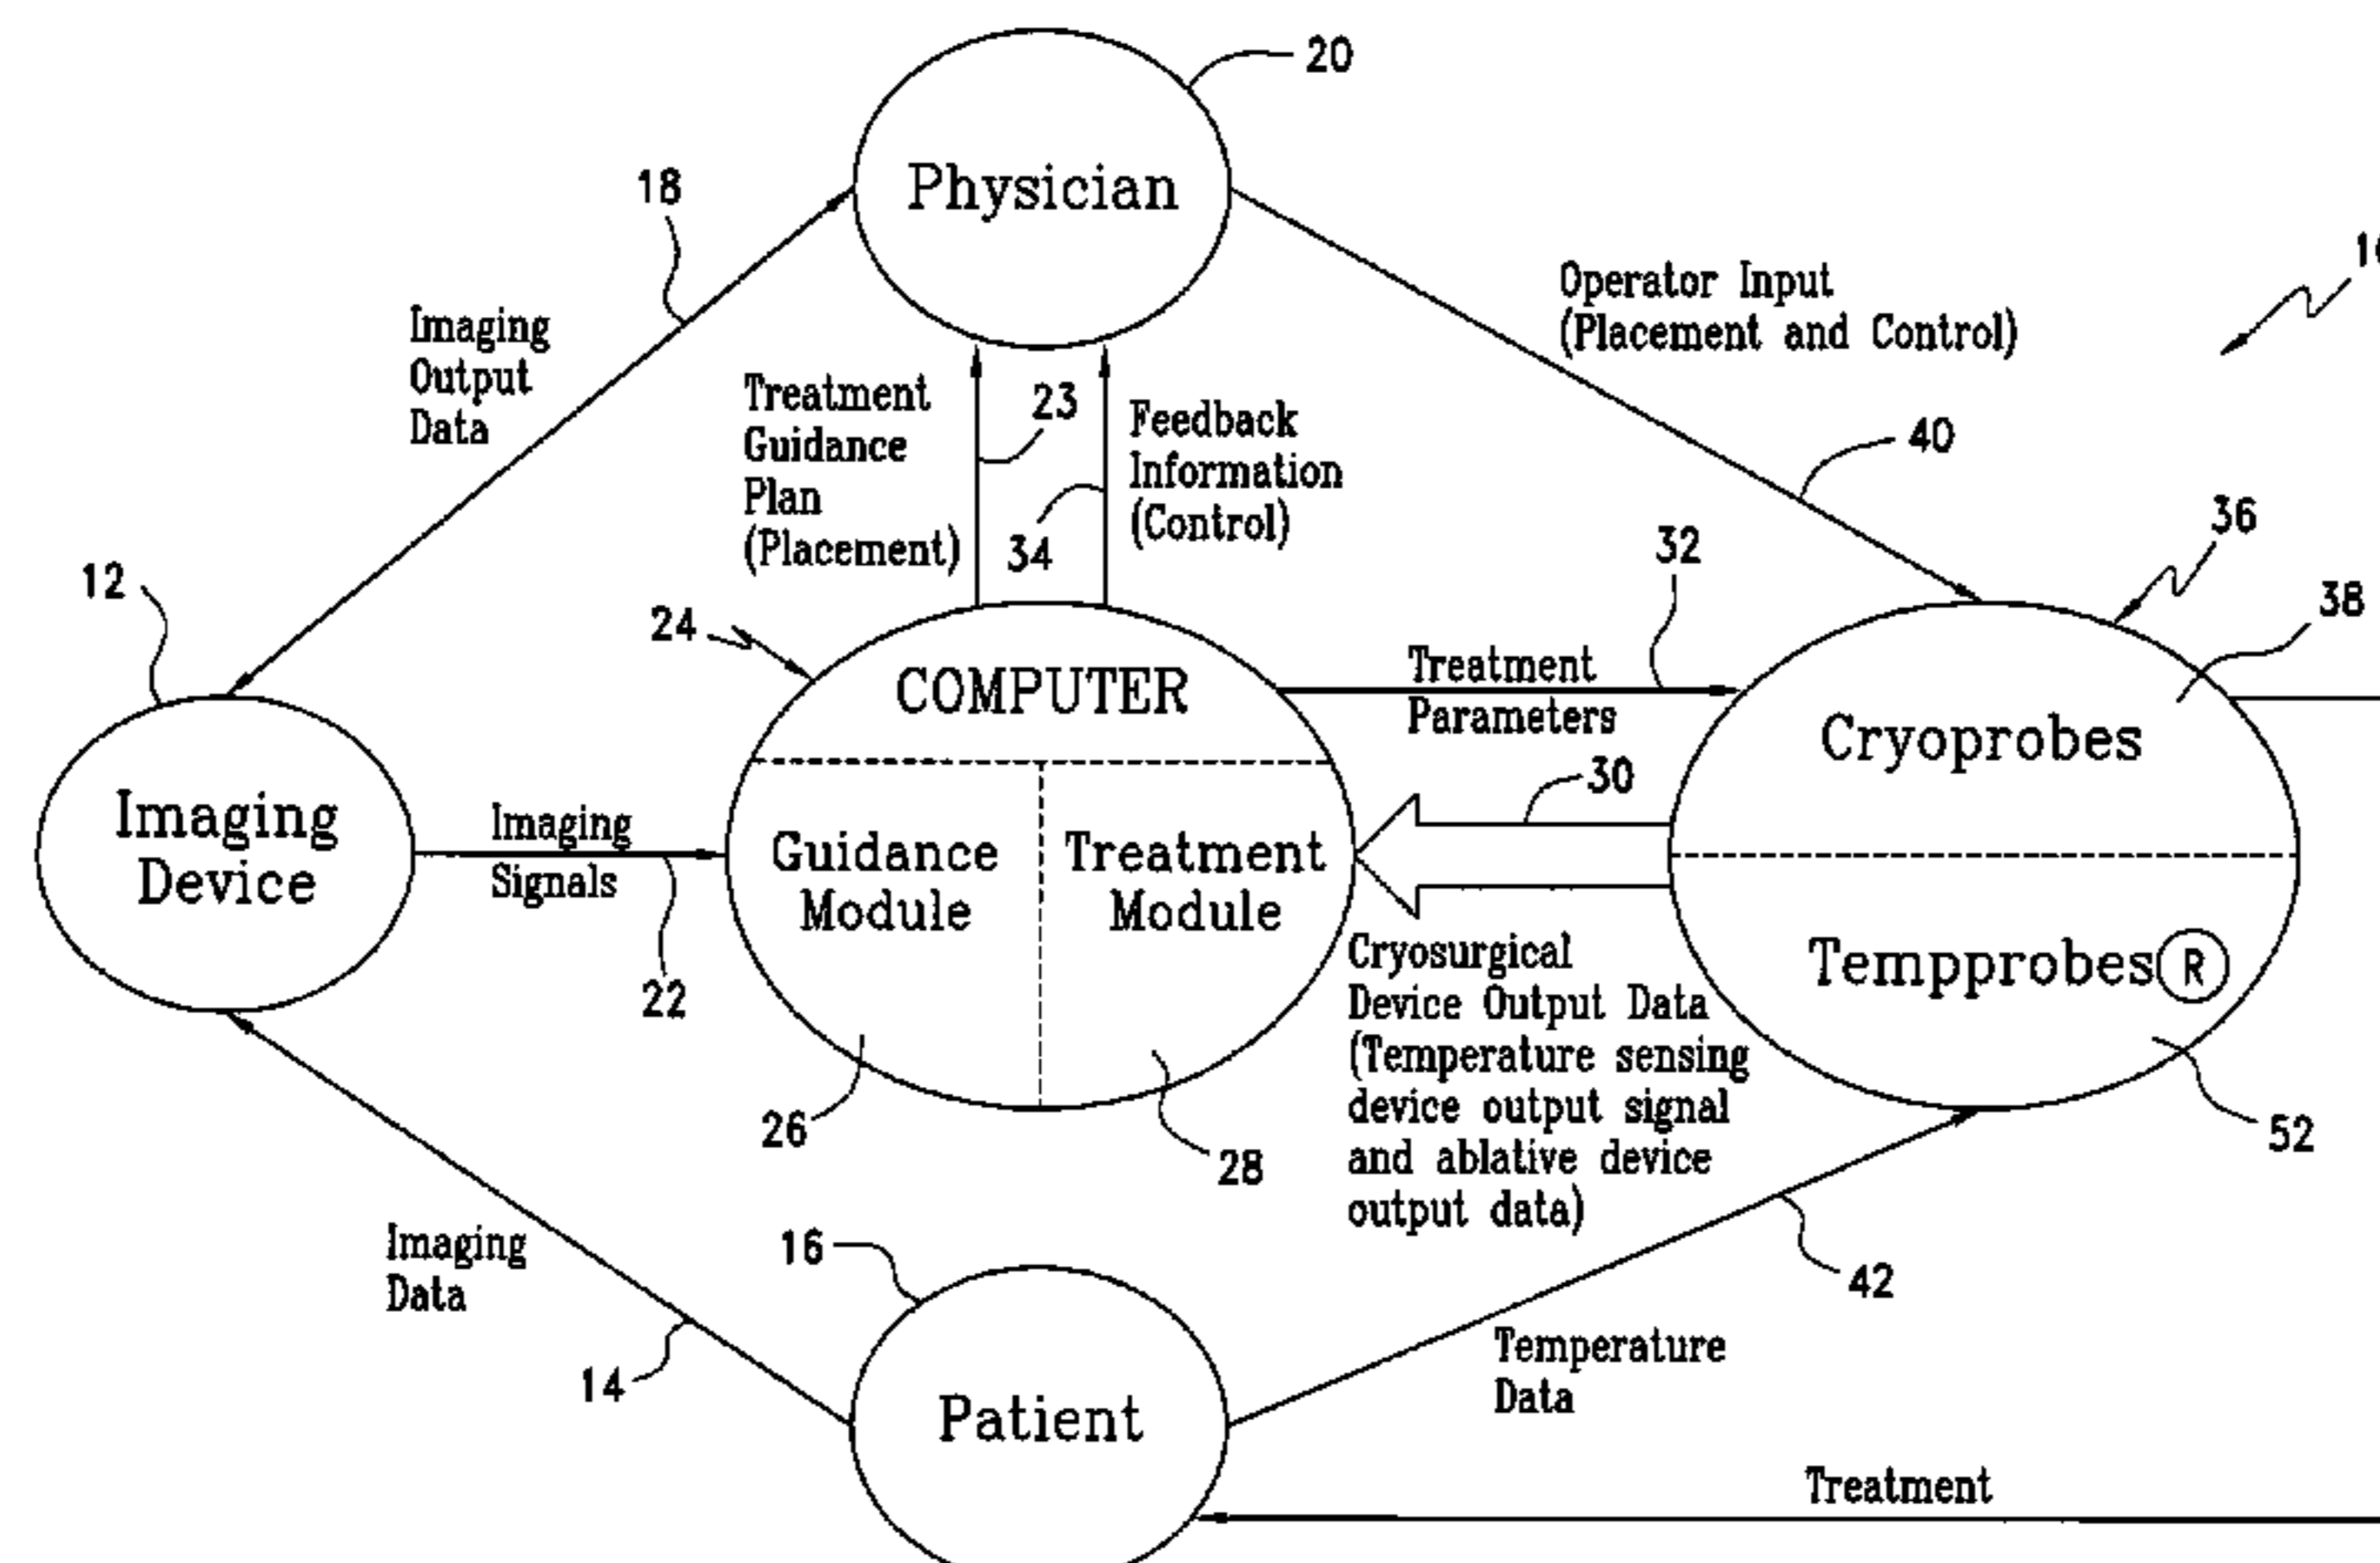 20
Physician
18
Imaging
Output
Data
Operator Input
(Placement and Control)
Treatment
Guidance
Plan
(Placement)
23
34
Feedback
Information
(Control)
40
36
38
12
24
COMPUTER
32
Treatment
Parameters
Cryoprobes
30
Imaging
Device
Imaging
Signals
22
Guidance
Module
Treatment
Module
Tempprobes®
Cryosurgical
Device Output Data
(Temperature sensing
device output signal
and ablative device
output data)
26
28
52
42
Imaging
Data
14
16
Patient
Temperature
Data
Treatment